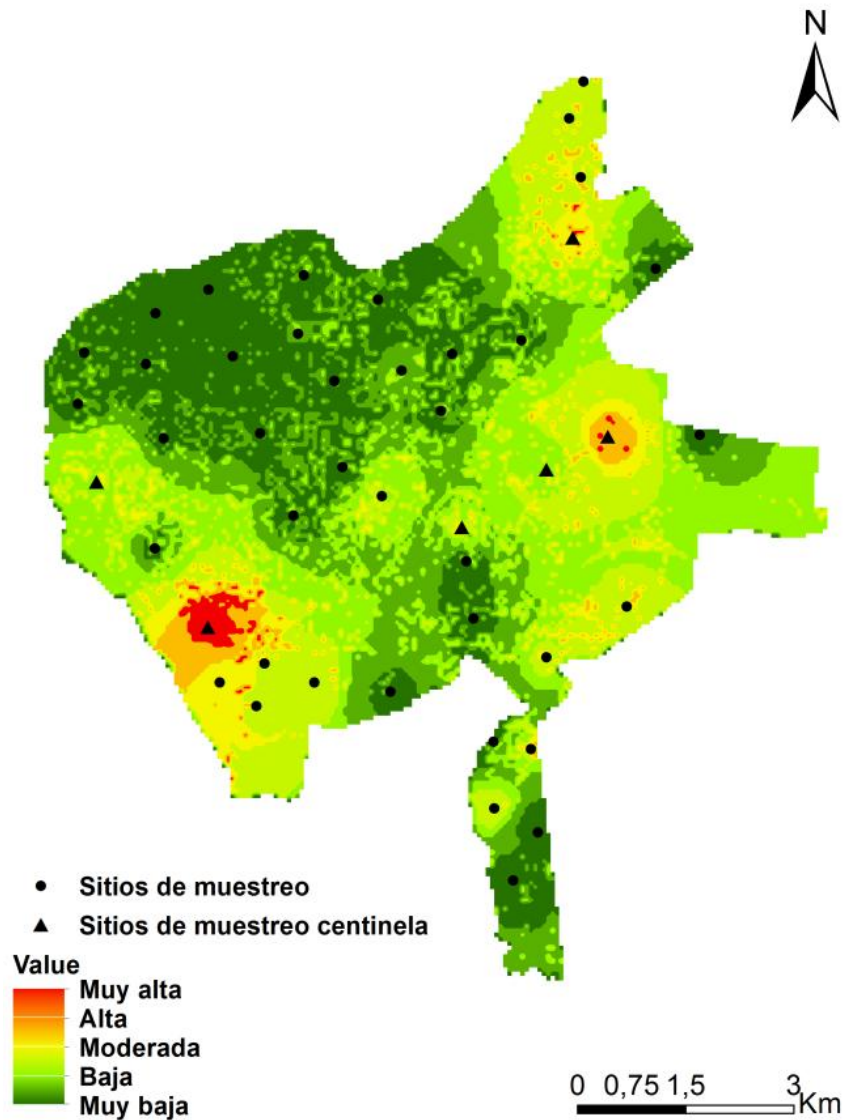 N
Sitios de muestreo
Sitios de muestreo centinela
Value
Muy alta
Alta
Moderada
Baja
Muy baja
0 0,75 1,5 3
Km